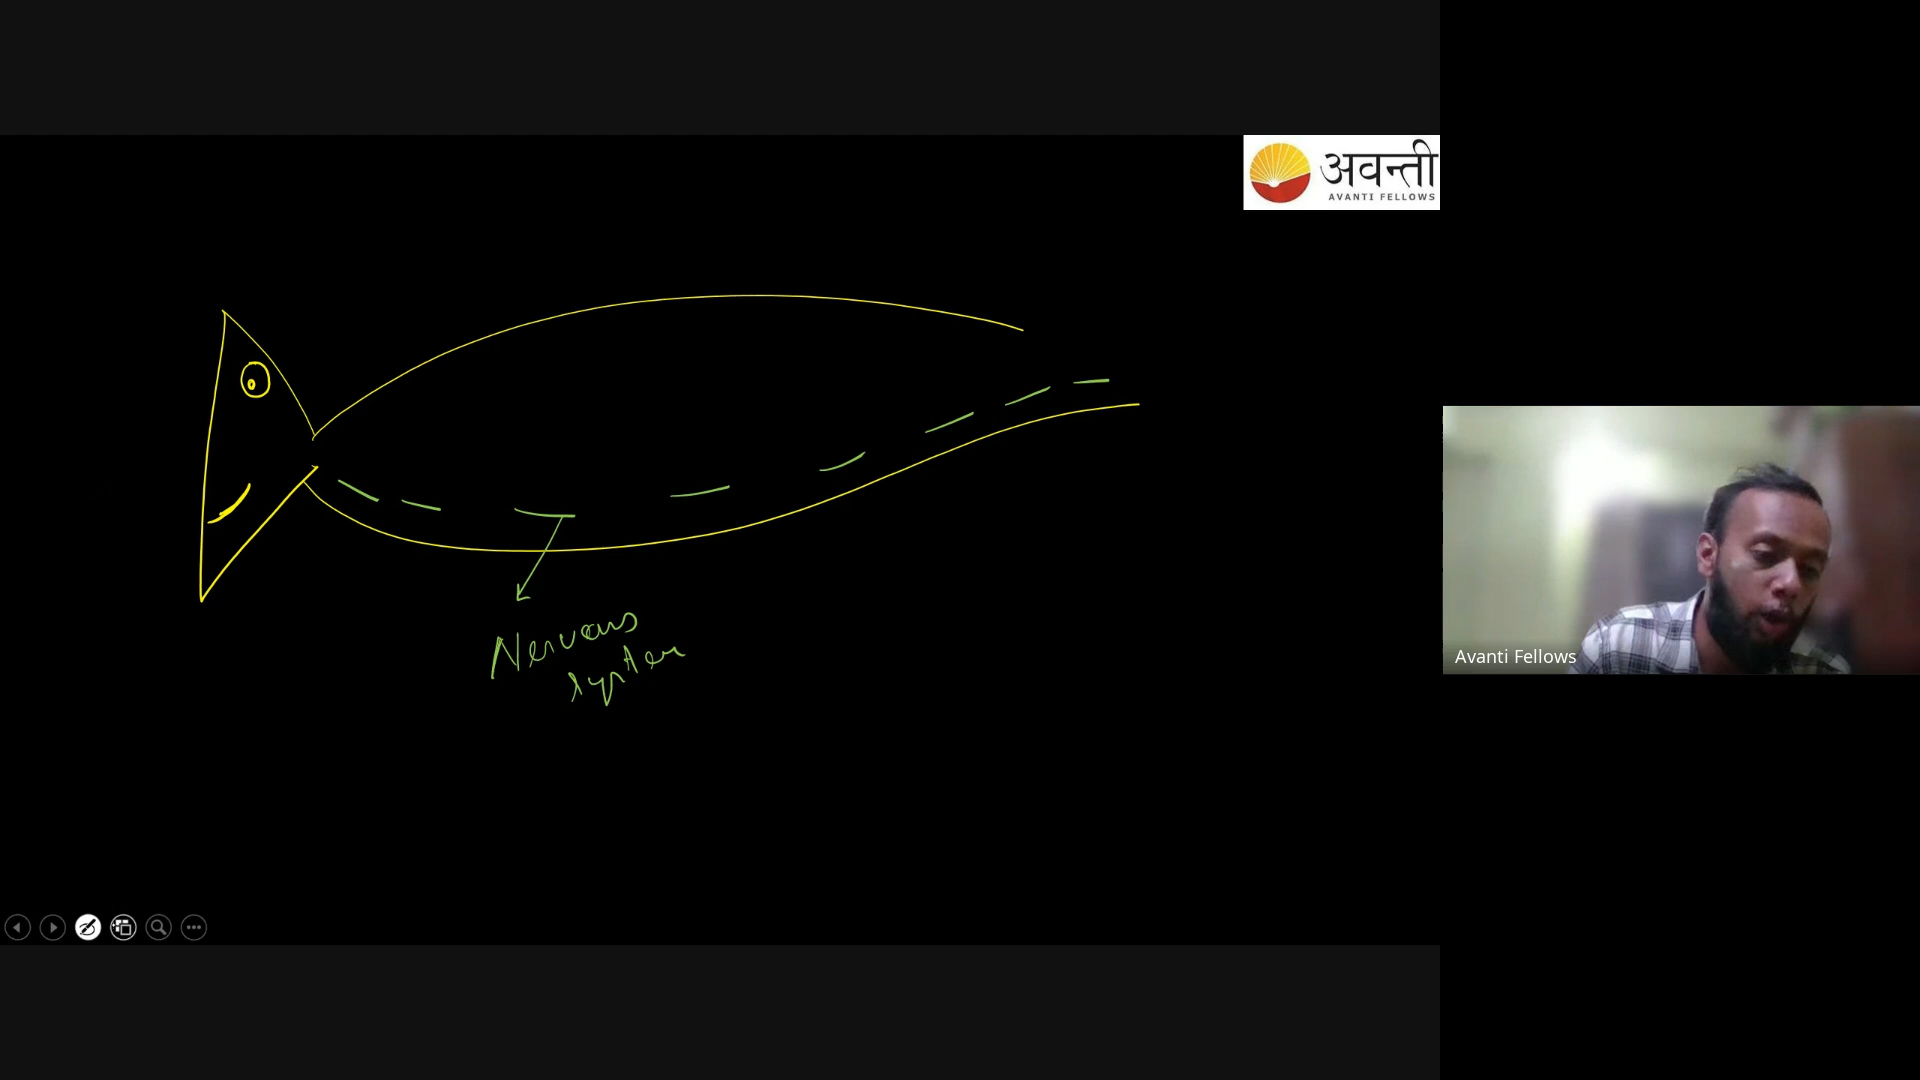 अवन्ती
AVANTI FELLOWS
Nervous
system
Avanti Fellows